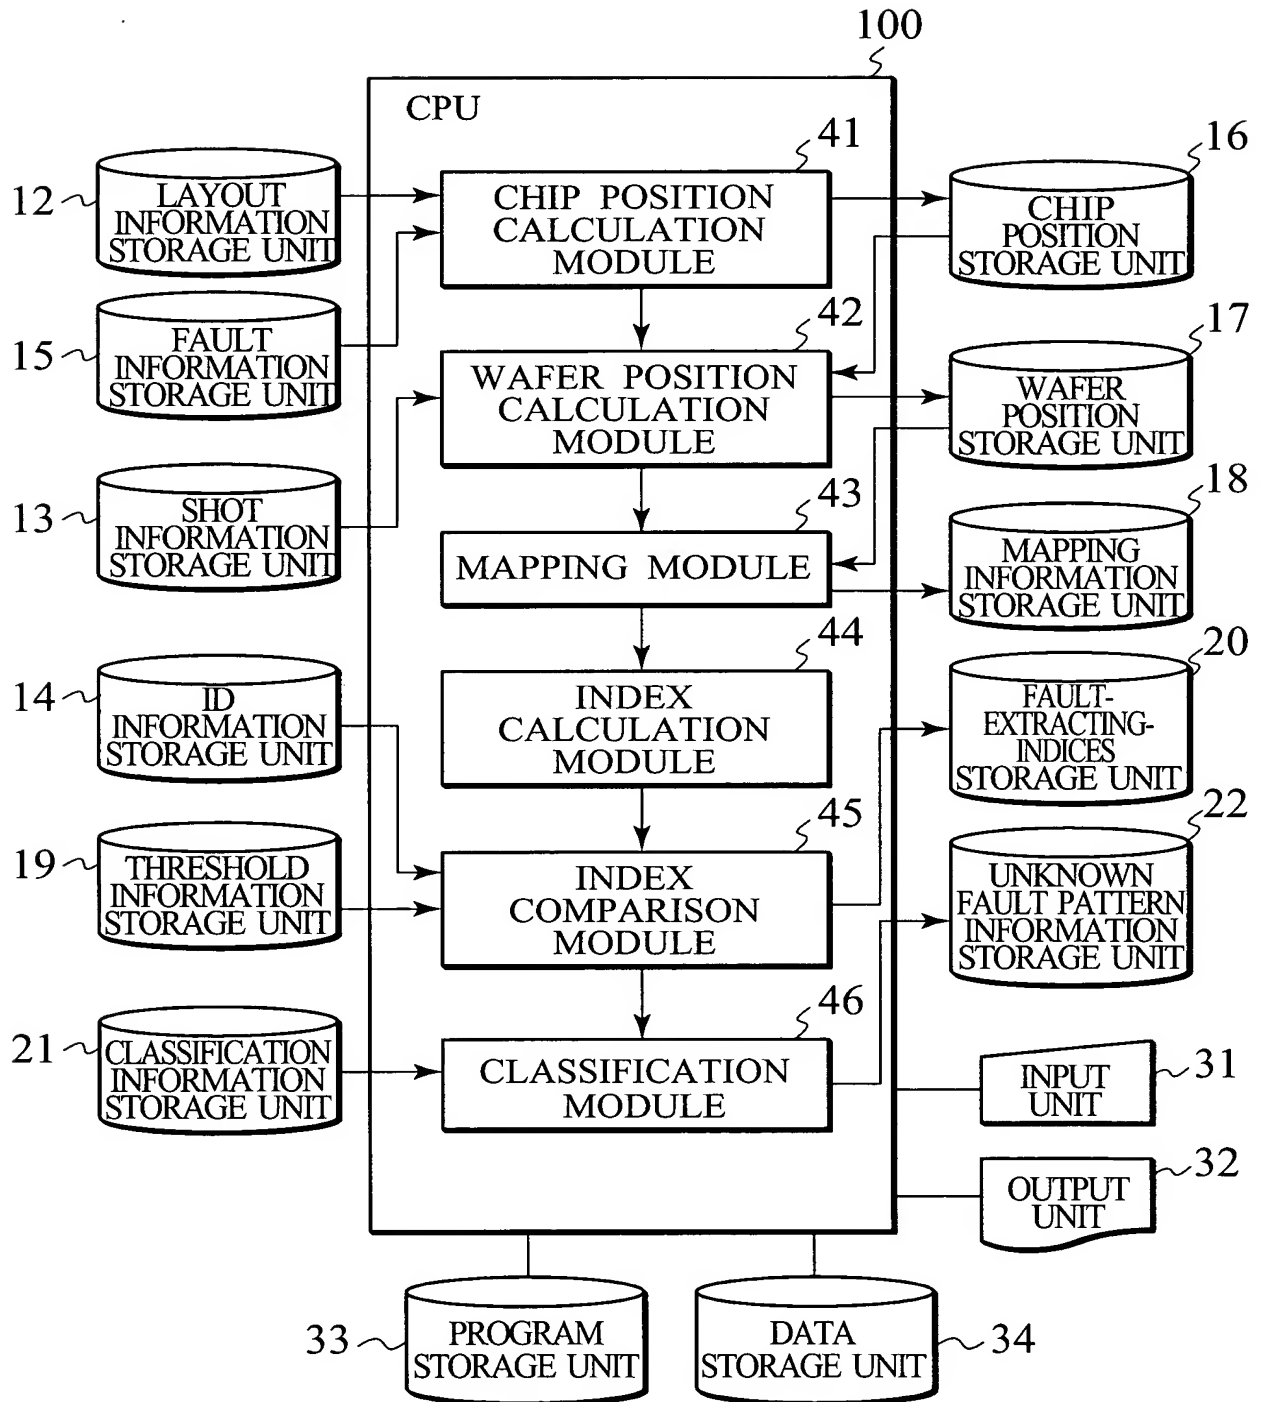 100
CPU
12
LAYOUT
INFORMATION
STORAGE UNIT
41
CHIP POSITION
CALCULATION
MODULE
16
CHIP
POSITION
STORAGE UNIT
15
FAULT
INFORMATION
STORAGE UNIT
42
WAFER POSITION
CALCULATION
MODULE
17
WAFER
POSITION
STORAGE UNIT
13
SHOT
INFORMATION
STORAGE UNIT
43
MAPPING MODULE
18
MAPPING
INFORMATION
STORAGE UNIT
14
ID
INFORMATION
STORAGE UNIT
44
INDEX
CALCULATION
MODULE
20
FAULT-
EXTRACTING-
INDICES
STORAGE UNIT
19
THRESHOLD
INFORMATION
STORAGE UNIT
45
INDEX
COMPARISON
MODULE
22
UNKNOWN
FAULT PATTERN
INFORMATION
STORAGE UNIT
21
CLASSIFICATION
INFORMATION
STORAGE UNIT
46
CLASSIFICATION
MODULE
31
INPUT
UNIT
32
OUTPUT
UNIT
33
PROGRAM
STORAGE UNIT
34
DATA
STORAGE UNIT